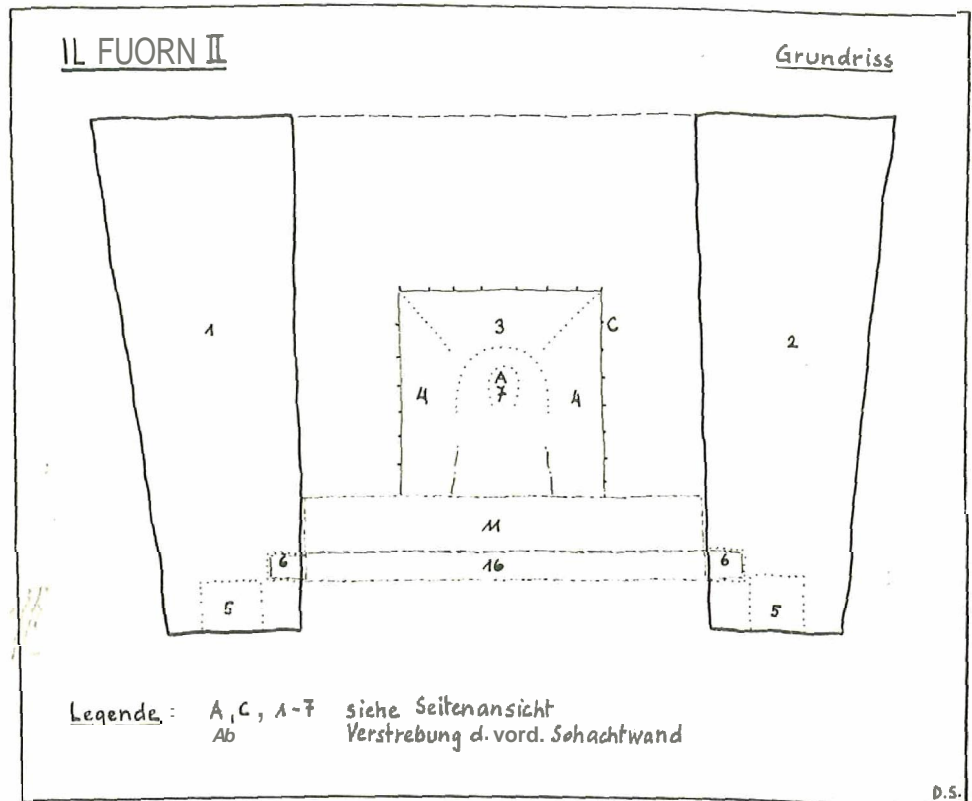 IL FUORN II
Grundriss
1
2
3
C
A
7
4
4
11
6
16
6
5
5
Legende: A, C, 1-7 siehe Seitenansicht
Ab Verstrebung d. vord. Schachtwand
D.S.